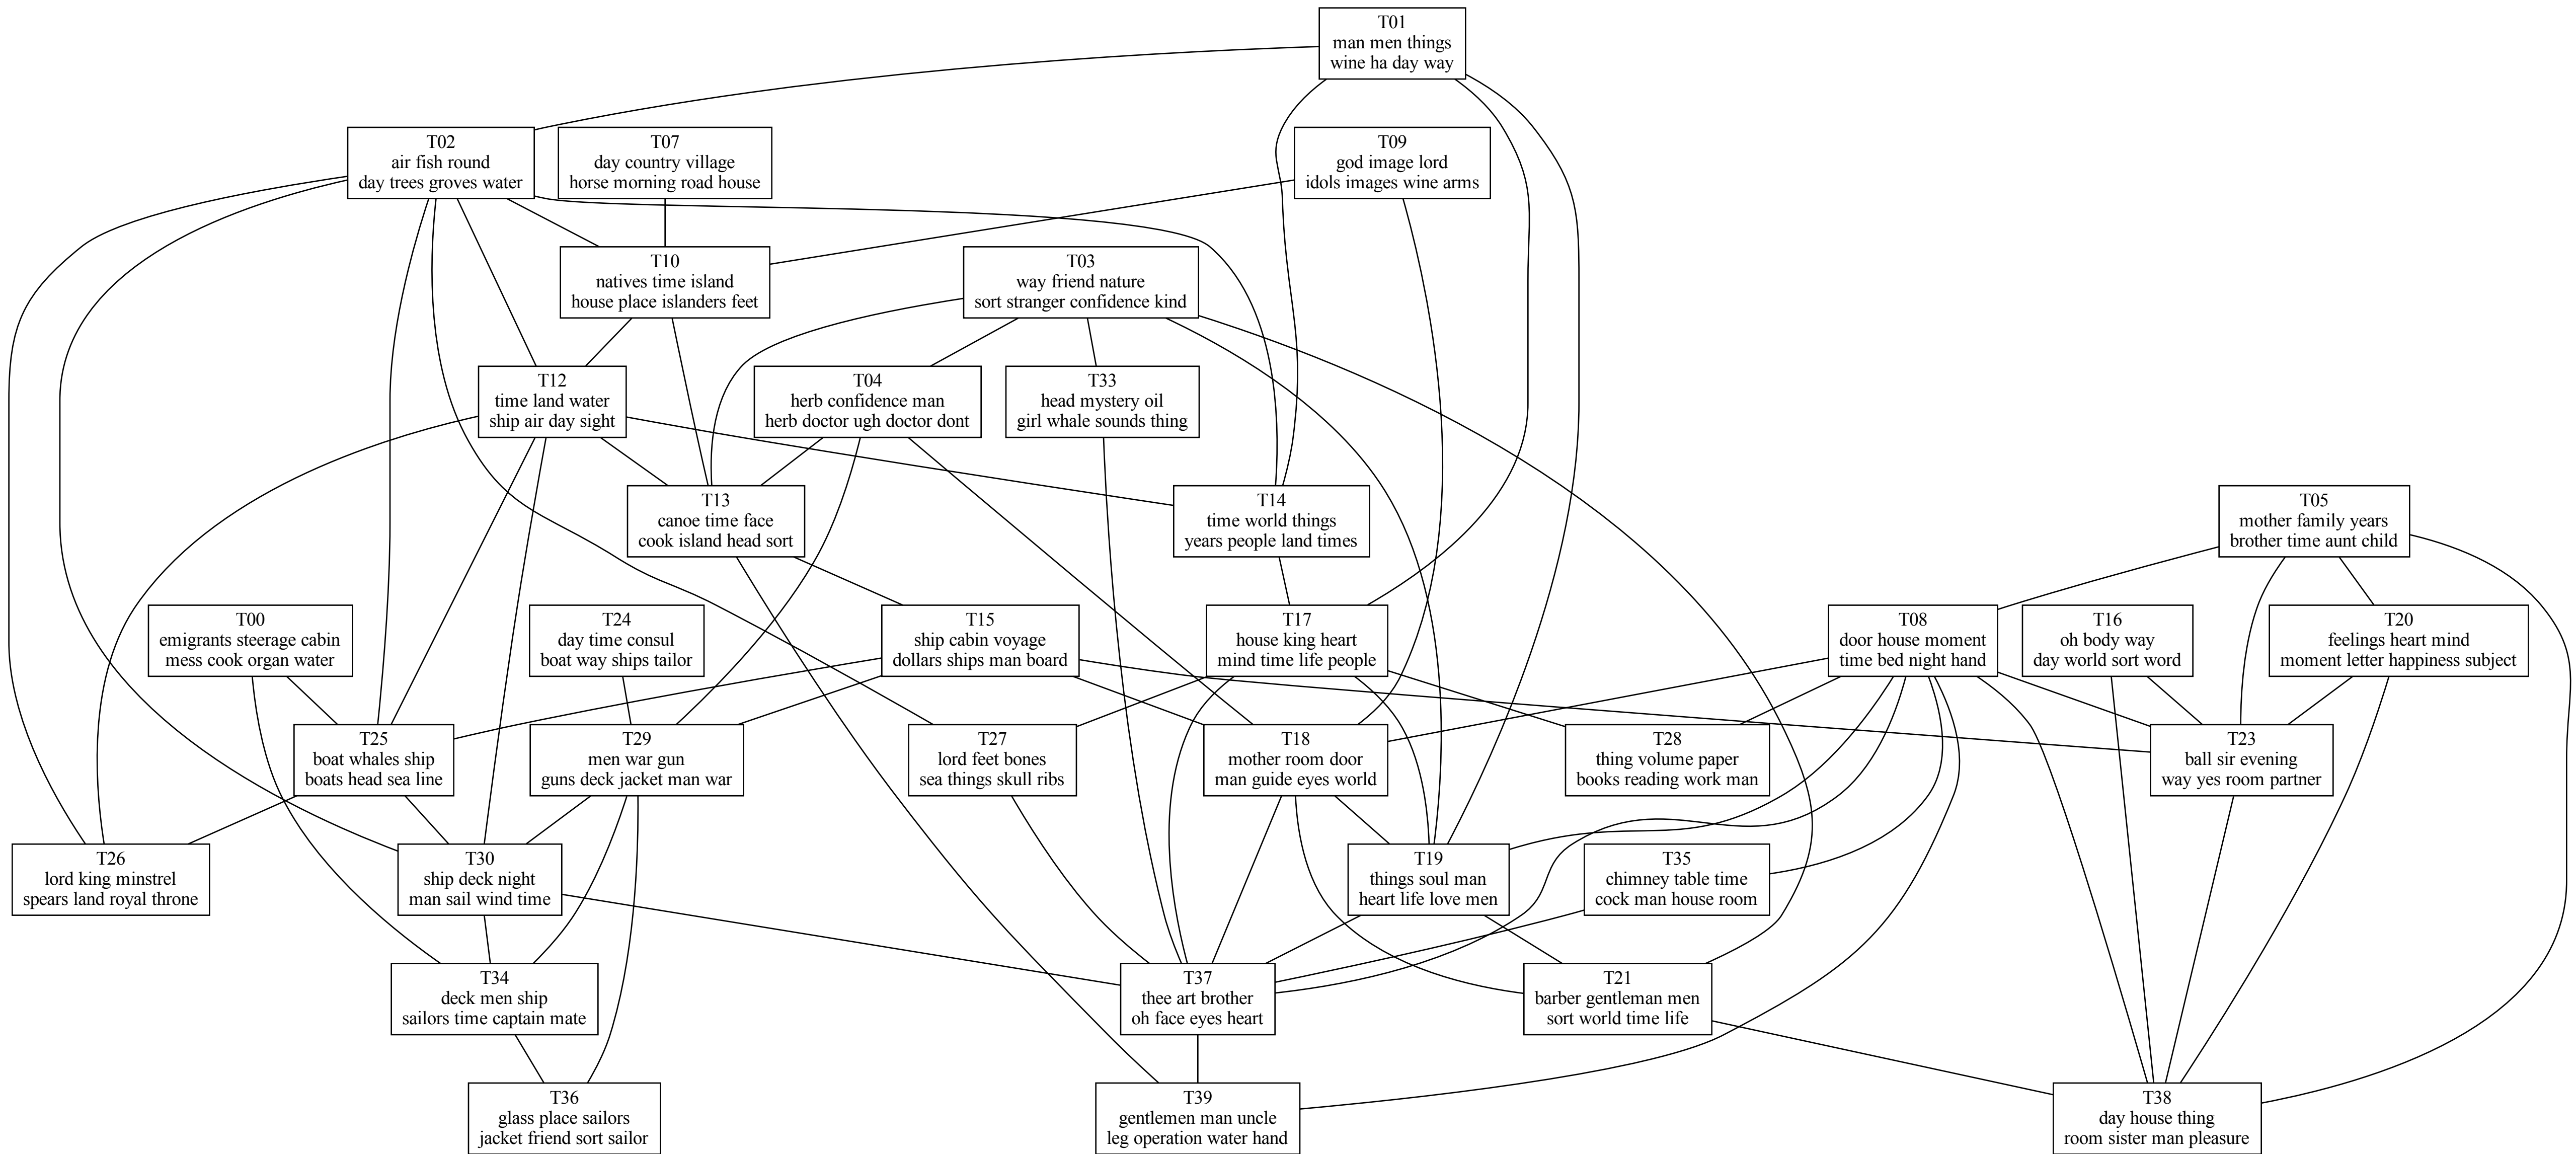 T01
man men things
wine ha day way
T02
air fish round
day trees groves water
T07
day country village
horse morning road house
T09
god image lord
idols images wine arms
T10
natives time island
house place islanders feet
T03
way friend nature
sort stranger confidence kind
T12
time land water
ship air day sight
T04
herb confidence man
herb doctor ugh doctor dont
T33
head mystery oil
girl whale sounds thing
T13
canoe time face
cook island head sort
T14
time world things
years people land times
T05
mother family years
brother time aunt child
T00
emigrants steerage cabin
mess cook organ water
T24
day time consul
boat way ships tailor
T15
ship cabin voyage
dollars ships man board
T17
house king heart
mind time life people
T08
door house moment
time bed night hand
T16
oh body way
day world sort word
T20
feelings heart mind
moment letter happiness subject
T25
boat whales ship
boats head sea line
T29
men war gun
guns deck jacket man war
T27
lord feet bones
sea things skull ribs
T18
mother room door
man guide eyes world
T28
thing volume paper
books reading work man
T23
ball sir evening
way yes room partner
T26
lord king minstrel
spears land royal throne
T30
ship deck night
man sail wind time
T19
things soul man
heart life love men
T35
chimney table time
cock man house room
T34
deck men ship
sailors time captain mate
T37
thee art brother
oh face eyes heart
T21
barber gentleman men
sort world time life
T36
glass place sailors
jacket friend sort sailor
T39
gentlemen man uncle
leg operation water hand
T38
day house thing
room sister man pleasure